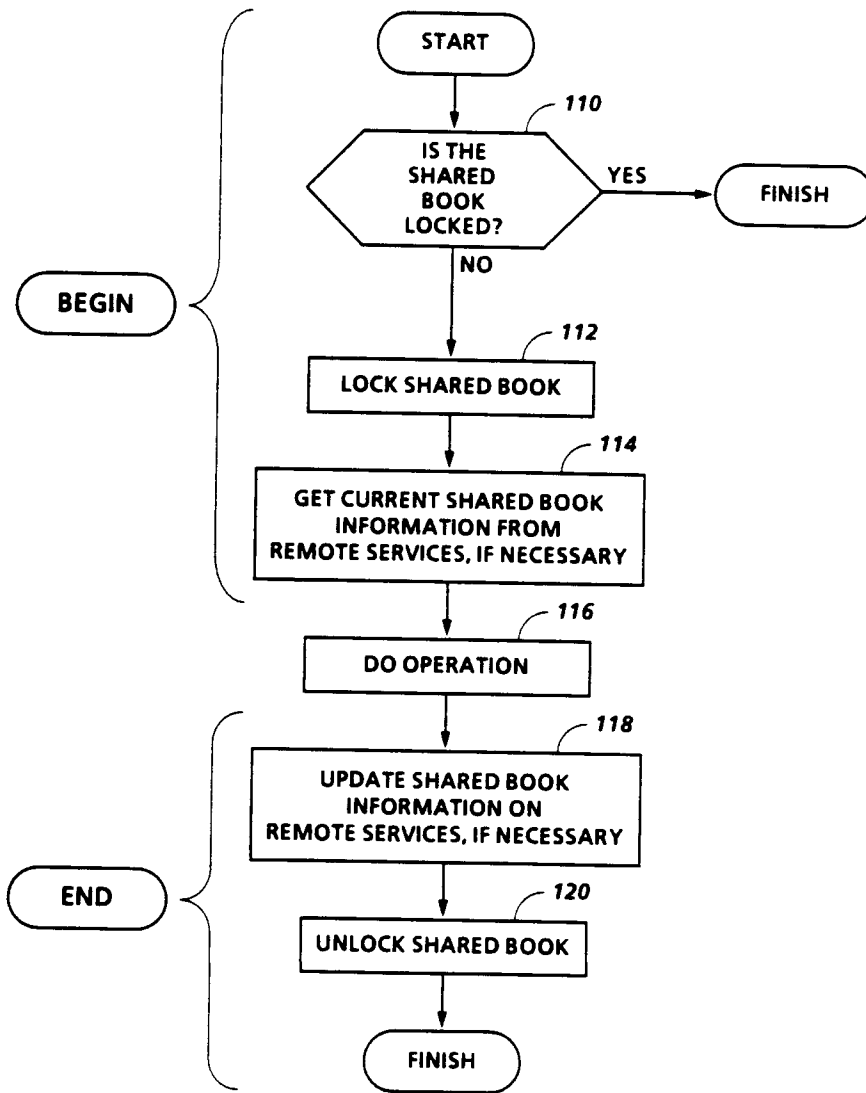 START
110
IS THE
SHARED
BOOK
LOCKED?
YES
FINISH
NO
BEGIN
112
LOCK SHARED BOOK
114
GET CURRENT SHARED BOOK
INFORMATION FROM
REMOTE SERVICES, IF NECESSARY
116
DO OPERATION
118
UPDATE SHARED BOOK
INFORMATION ON
REMOTE SERVICES, IF NECESSARY
END
120
UNLOCK SHARED BOOK
FINISH